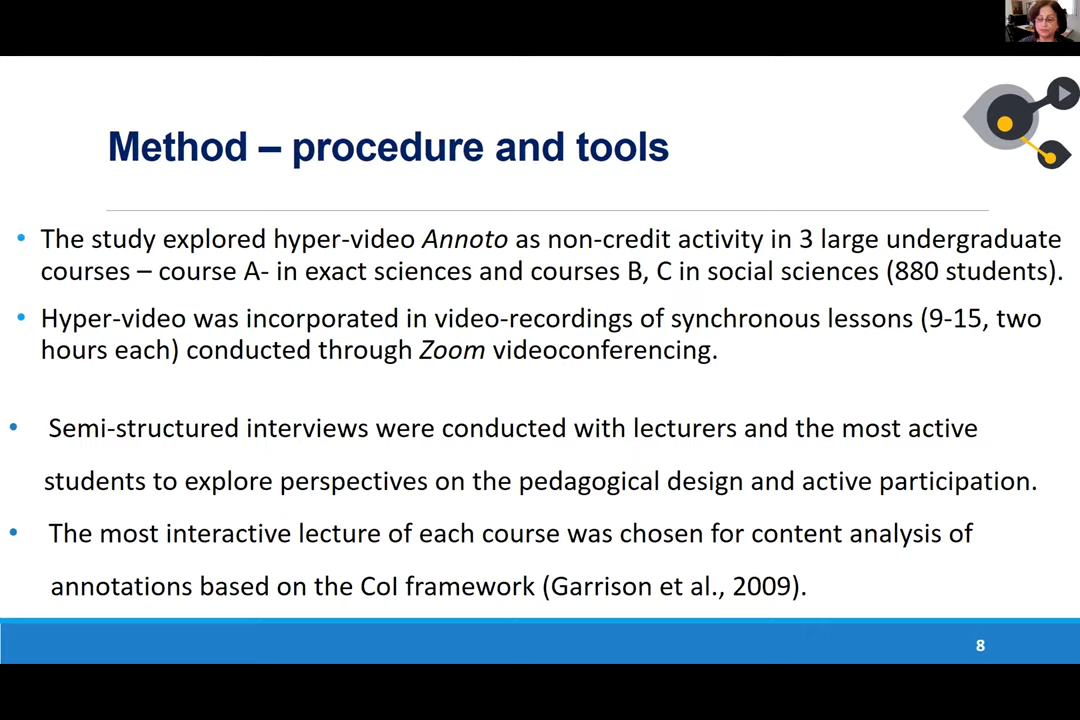 Method – procedure and tools
• The study explored hyper-video Annoto as non-credit activity in 3 large undergraduate
courses – course A- in exact sciences and courses B, C in social sciences (880 students).
• Hyper-video was incorporated in video-recordings of synchronous lessons (9-15, two
hours each) conducted through Zoom videoconferencing.
• Semi-structured interviews were conducted with lecturers and the most active
students to explore perspectives on the pedagogical design and active participation.
• The most interactive lecture of each course was chosen for content analysis of
annotations based on the CoI framework (Garrison et al., 2009).
8